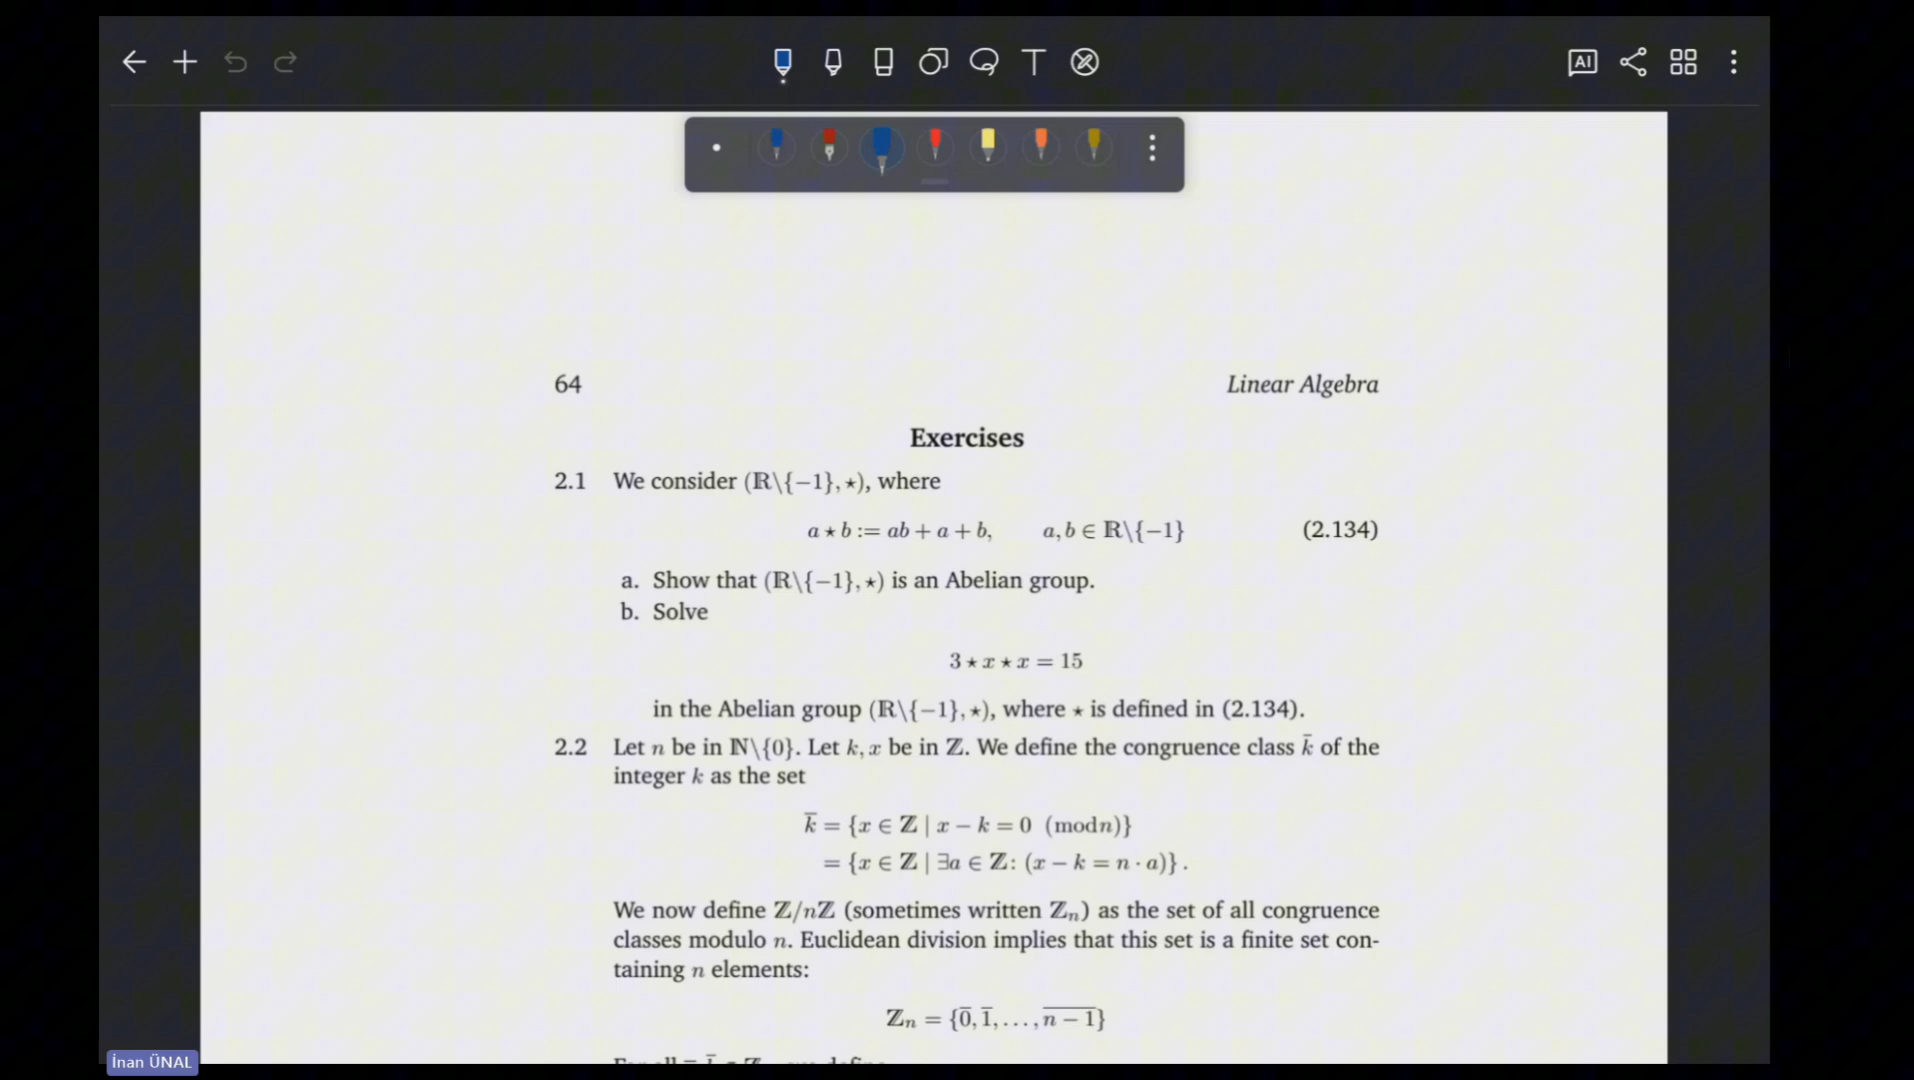 AI
64 Linear Algebra
Exercises
2.1 We consider (ℝ\{−1}, ⋆), where
a ⋆ b := ab + a + b, a, b ∈ ℝ\{−1} (2.134)
a. Show that (ℝ\{−1}, ⋆) is an Abelian group.
b. Solve
3 ⋆ x ⋆ x = 15
in the Abelian group (ℝ\{−1}, ⋆), where ⋆ is defined in (2.134).
2.2 Let n be in ℕ\{0}. Let k, x be in ℤ. We define the congruence class k̄ of the
integer k as the set
k̄ = {x ∈ ℤ | x − k = 0 (mod n)}
= {x ∈ ℤ | ∃a ∈ ℤ: (x − k = n · a)} .
We now define ℤ/nℤ (sometimes written ℤₙ) as the set of all congruence
classes modulo n. Euclidean division implies that this set is a finite set con-
taining n elements:
ℤₙ = {0̅, 1̅, . . . , n̅ ̅−̅ ̅1̅}
İnan ÜNAL